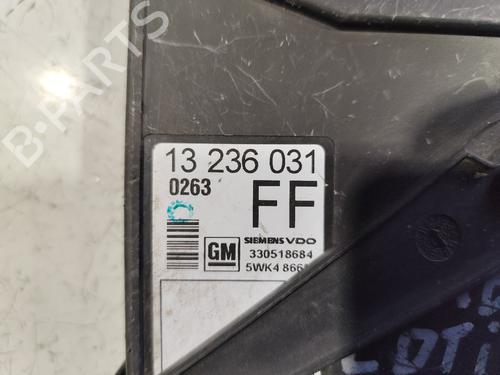 B-PARTS
13 236 031
0263
FF
GM
SIEMENS VDO
330518684
5WK4 866